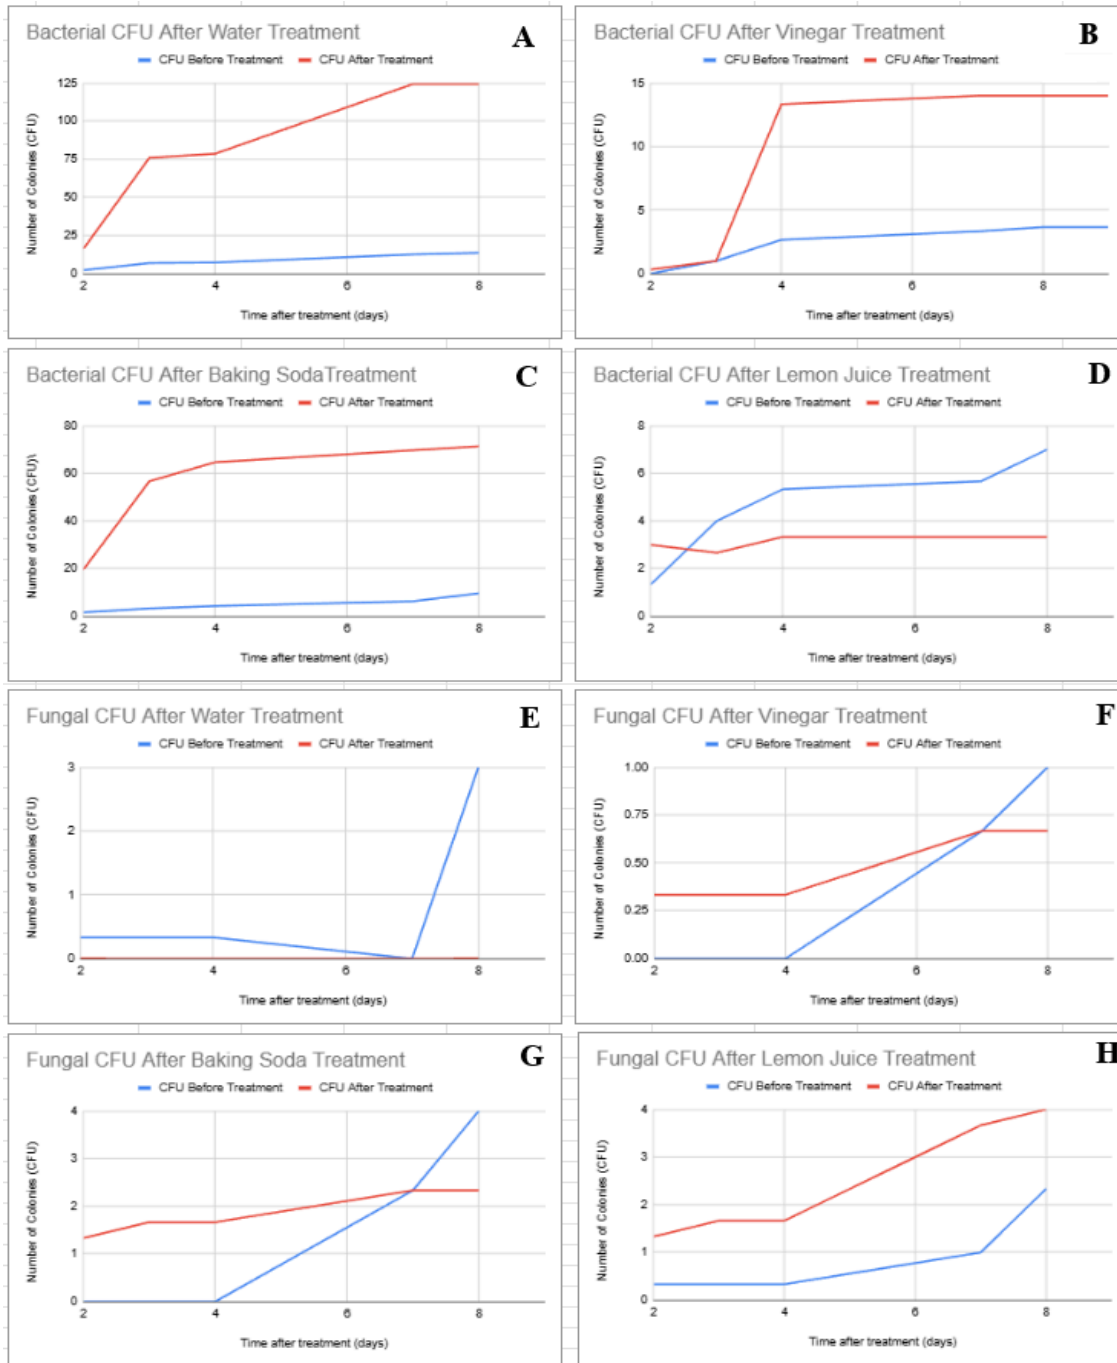 Bacterial CFU After Water Treatment
A
CFU Before Treatment CFU After Treatment
125
100
75
50
25
0
2 4 6 8
Number of Colonies (CFU)
Time after treatment (days)
Bacterial CFU After Vinegar Treatment
B
CFU Before Treatment CFU After Treatment
15
10
5
0
2 4 6 8
Number of Colonies (CFU)
Time after treatment (days)
Bacterial CFU After Baking SodaTreatment
C
CFU Before Treatment CFU After Treatment
80
60
40
20
0
2 4 6 8
Number of Colonies (CFU)\
Time after treatment (days)
Bacterial CFU After Lemon Juice Treatment
D
CFU Before Treatment CFU After Treatment
8
6
4
2
0
2 4 6 8
Number of Colonies (CFU)
Time after treatment (days)
Fungal CFU After Water Treatment
E
CFU Before Treatment CFU After Treatment
3
2
1
0
2 4 6 8
Number of Colonies (CFU)
Time after treatment (days)
Fungal CFU After Vinegar Treatment
F
CFU Before Treatment CFU After Treatment
1.00
0.75
0.50
0.25
0.00
2 4 6 8
Number of Colonies (CFU)
Time after treatment (days)
Fungal CFU After Baking Soda Treatment
G
CFU Before Treatment CFU After Treatment
4
3
2
1
0
2 4 6 8
Number of Colonies (CFU)
Time after treatment (days)
Fungal CFU After Lemon Juice Treatment
H
CFU Before Treatment CFU After Treatment
4
3
2
1
0
2 4 6 8
Number of Colonies (CFU)
Time after treatment (days)